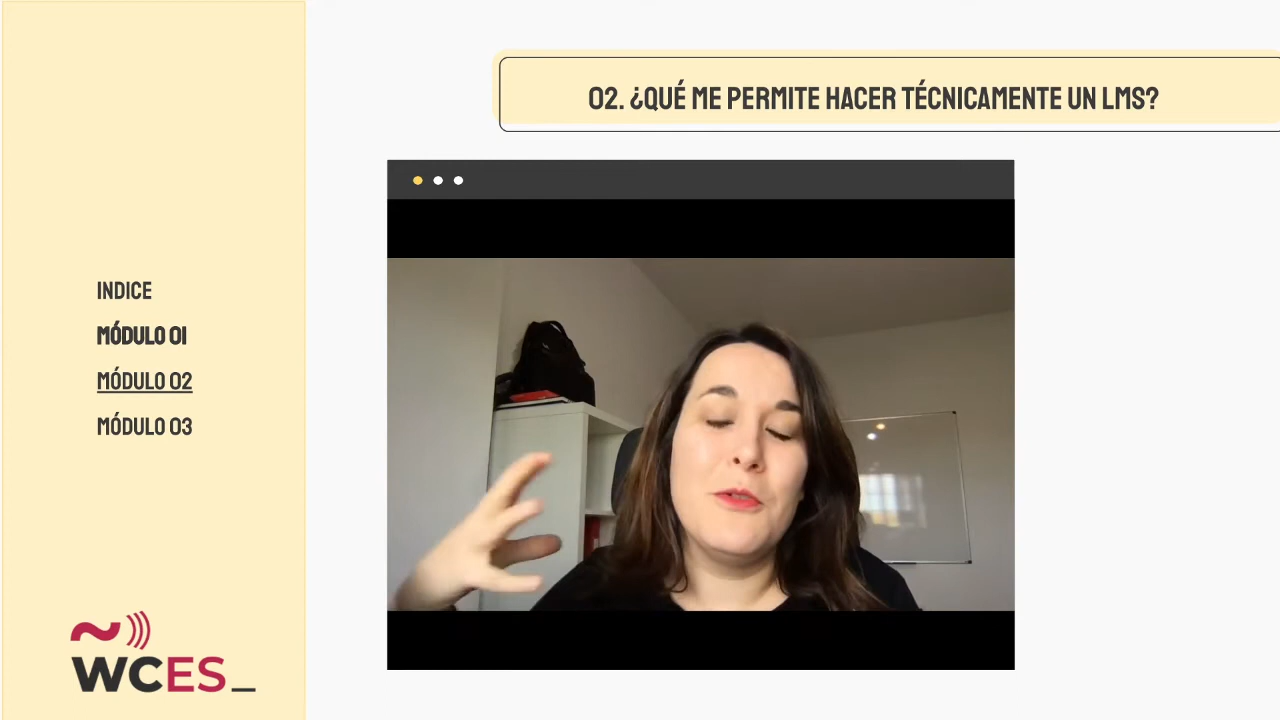 02. ¿QUÉ ME PERMITE HACER TÉCNICAMENTE UN LMS?
INDICE
MÓDULO 01
MÓDULO 02
MÓDULO 03
WCES_